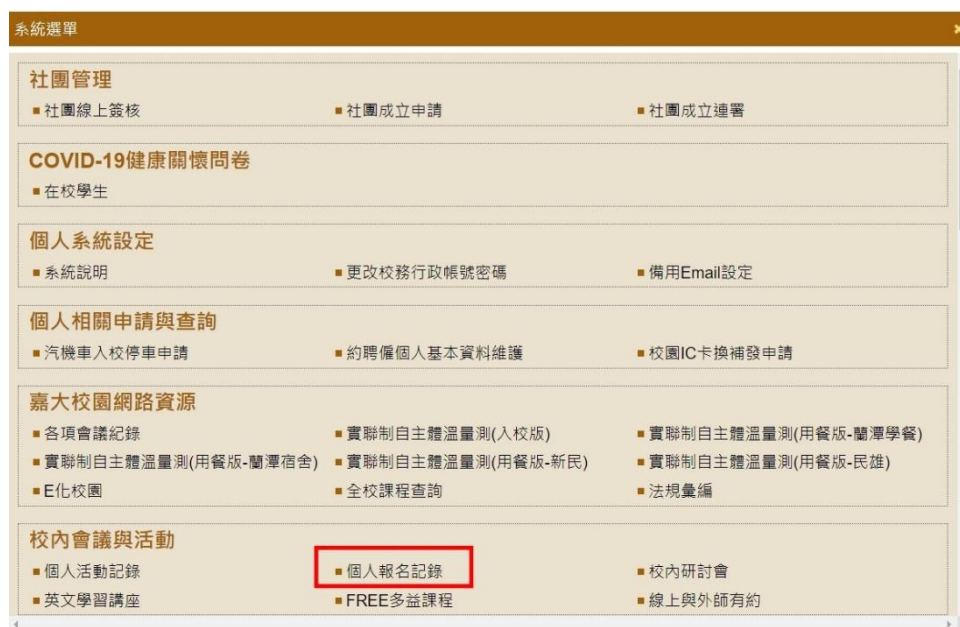 系統選單
社團管理
■社團線上簽核 ■社團成立申請 ■社團成立連署
COVID-19健康關懷問卷
■在校學生
個人系統設定
■系統說明 ■更改校務行政帳號密碼 ■備用Email設定
個人相關申請與查詢
■汽機車入校停車申請 ■約聘僱個人基本資料維護 ■校園IC卡換補發申請
嘉大校園網路資源
■各項會議紀錄 ■實聯制自主體溫量測(入校版) ■實聯制自主體溫量測(用餐版-蘭潭學餐)
■實聯制自主體溫量測(用餐版-蘭潭宿舍) ■實聯制自主體溫量測(用餐版-新民) ■實聯制自主體溫量測(用餐版-民雄)
■E化校園 ■全校課程查詢 ■法規彙編
校內會議與活動
■個人活動記錄 ■個人報名記錄 ■校內研討會
■英文學習講座 ■FREE多益課程 ■線上與外師有約